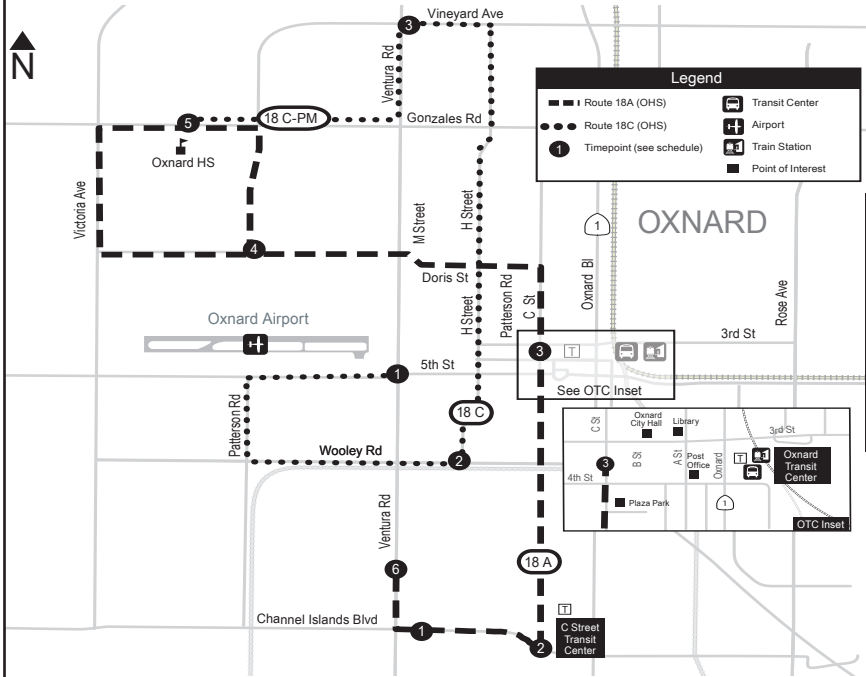 Vineyard Ave
3
N
Ventura Rd
Legend
Route 18A (OHS)
Transit Center
Route 18C (OHS)
Airport
1
Timepoint (see schedule)
Train Station
Point of Interest
5
18 C-PM
Gonzales Rd
Oxnard HS
Victoria Ave
M Street
H Street
1
OXNARD
4
Doris St
Patterson Rd
C St
Oxnard Bl
Rose Ave
H Street
Oxnard Airport
3
T
3rd St
5th St
1
See OTC Inset
Patterson Rd
18 C
Wooley Rd
2
C St
Oxnard
City Hall
Library
3rd St
3
B St
A St
Post
Office
Oxnard
T
Oxnard
Transit
Center
4th St
Plaza Park
1
OTC Inset
Ventura Rd
6
18 A
Channel Islands Blvd
1
2
T
C Street
Transit
Center